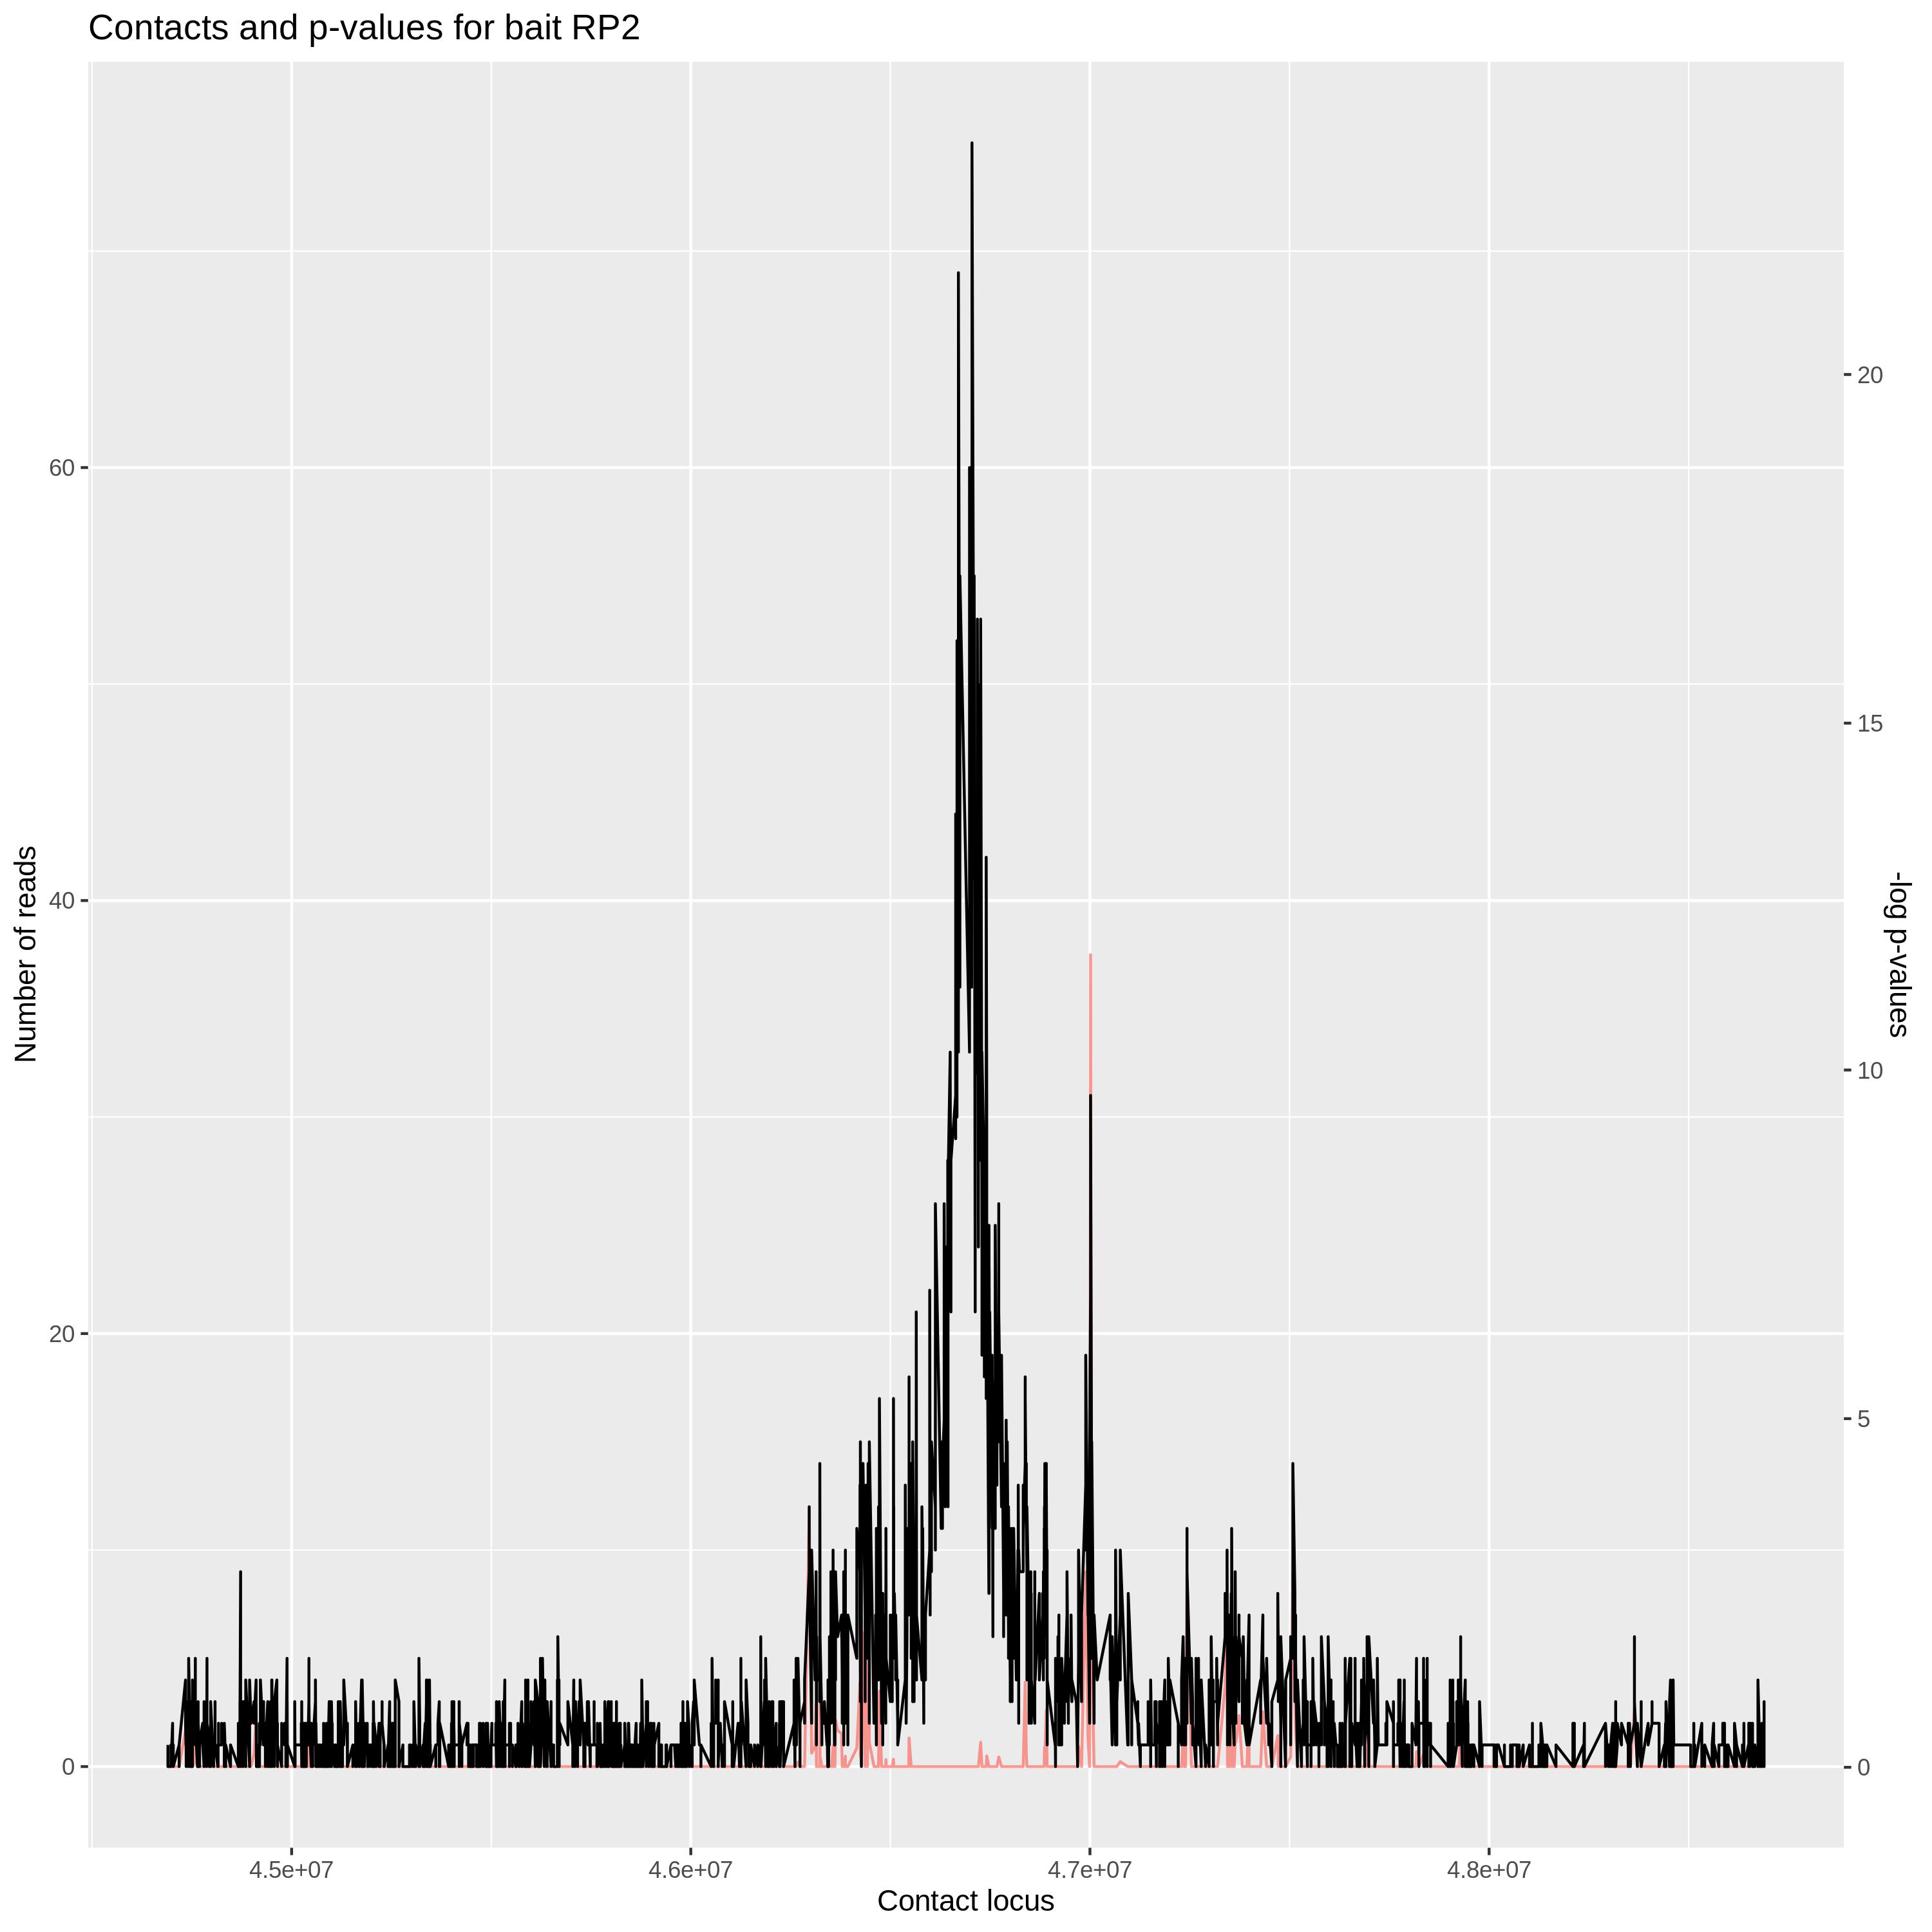 Contacts and p-values for bait RP2
Number of reads
60
40
20
0
20
15
10
5
0
-log p-values
4.5e+07
4.6e+07
4.7e+07
4.8e+07
Contact locus